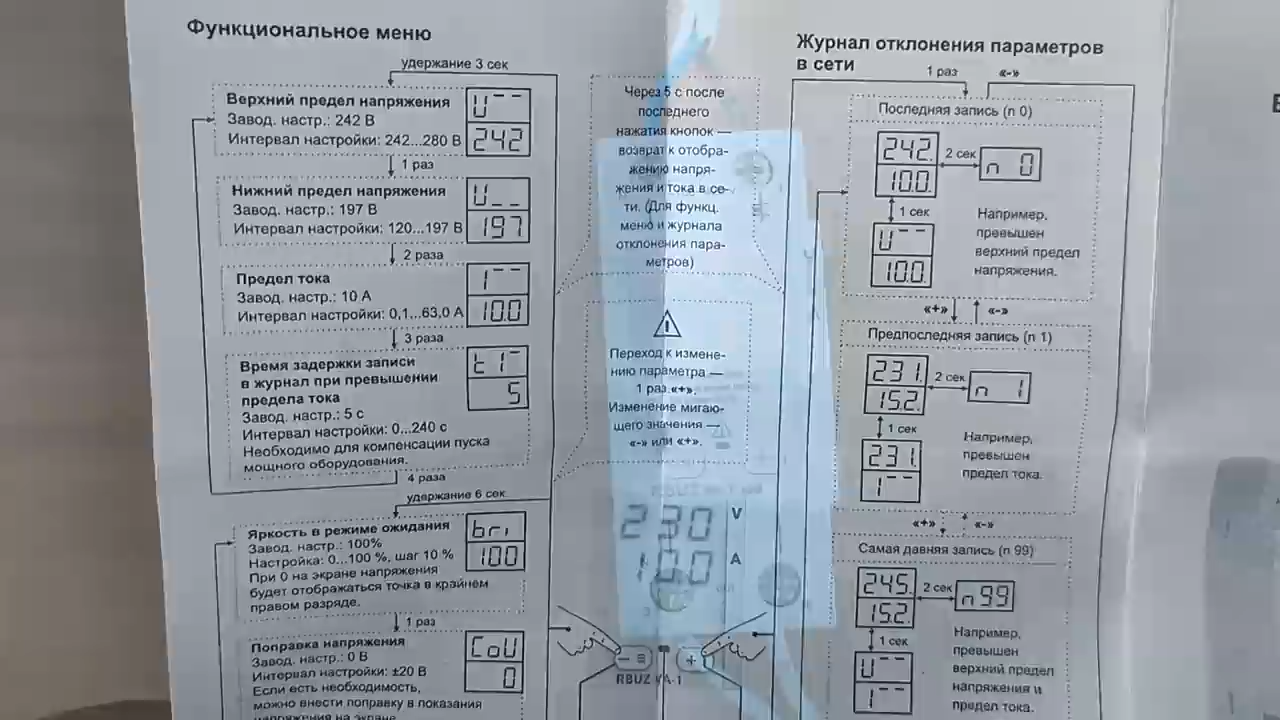 Функциональное меню
удержание 3 сек
Верхний предел напряжения
Завод. настр.: 242 В
Интервал настройки: 242...280 В
242
1 раз
Нижний предел напряжения
Завод. настр.: 197 В
Интервал настройки: 120...197 В
U_ _
197
2 раза
Предел тока
Завод. настр.: 10 А
Интервал настройки: 0,1...63,0 А
10.0
3 раза
Время задержки записи
в журнал при превышении
предела тока
Завод. настр.: 5 с
Интервал настройки: 0...240 с
Необходимо для компенсации пуска
мощного оборудования.
5
4 раза
удержание 6 сек
Яркость в режиме ожидания
Завод. настр.: 100%
Настройка: 0...100 %, шаг 10 %
При 0 на экране напряжения
будет отображаться точка в крайнем
правом разряде.
bri
100
1 раз
Поправка напряжения
Завод. настр.: 0 В
Интервал настройки: ±20 В
Если есть необходимость,
можно внести поправку в показания
напряжения на экране
CoU
0
Через 5 с после
последнего
нажатия кнопок —
возврат к отобра-
жению напря-
жения и тока в се-
ти. (Для функц.
меню и журнала
отклонения пара-
метров)
Переход к измене-
нию параметра —
1 раз «+».
Изменение мигаю-
щего значения —
«-» или «+».
230 V
10.0 A
RBUZ VA-1
Журнал отклонения параметров
в сети
1 раз «-»
Последняя запись (n 0)
242.
10.0.
2 сек
n 0
1 сек
U¯¯
10.0.
Например,
превышен
верхний предел
напряжения.
«+» «-»
Предпоследняя запись (n 1)
231.
15.2.
2 сек
n 1
1 сек
231.
I¯¯
Например,
превышен
предел тока.
«+» «-»
Самая давняя запись (n 99)
245.
15.2.
2 сек
n 99
1 сек
U¯¯
I¯¯
Например,
превышен
верхний предел
напряжения и
предел тока.